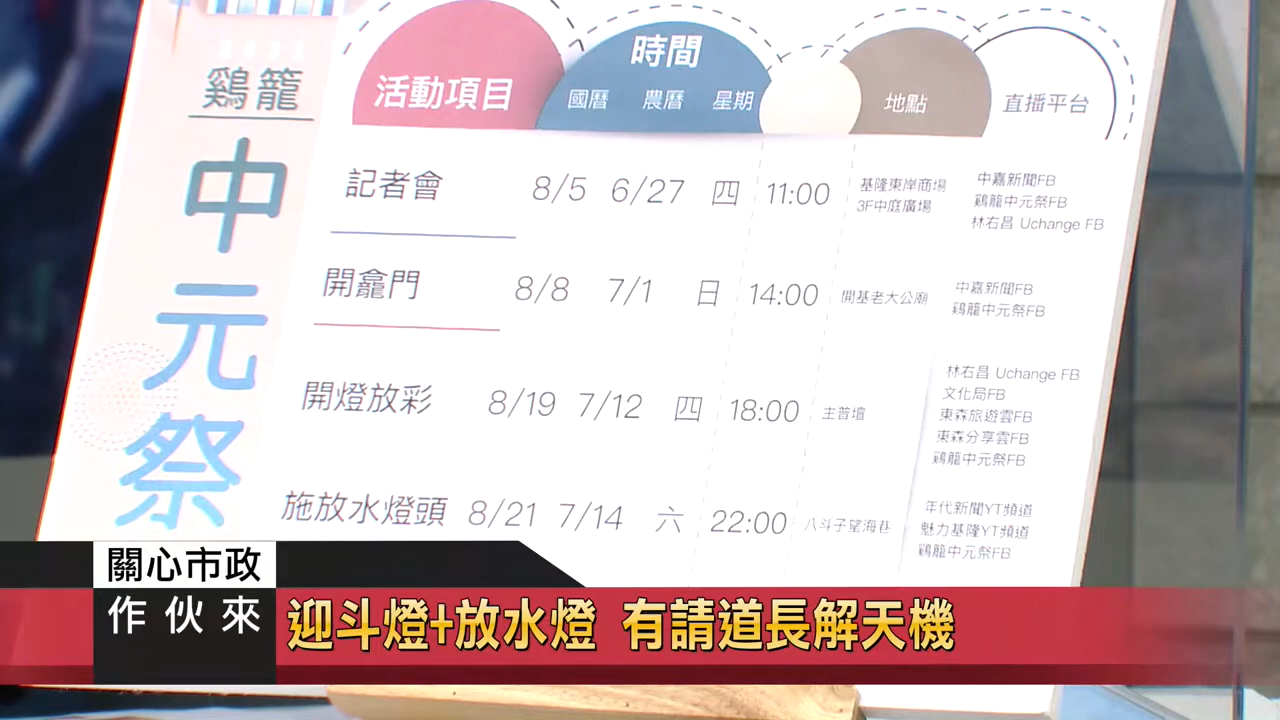 鷄籠
中元祭
活動項目
時間
國曆 農曆 星期
地點
直播平台
記者會 8/5 6/27 四 11:00
基隆東岸商場
3F中庭廣場
中嘉新聞FB
鷄籠中元祭FB
林右昌 Uchange FB
開龕門 8/8 7/1 日 14:00 開基老大公廟
中嘉新聞FB
鷄籠中元祭FB
開燈放彩 8/19 7/12 四 18:00 主普壇
林右昌 Uchange FB
文化局FB
東森旅遊雲FB
東森分享雲FB
鷄籠中元祭FB
施放水燈頭 8/21 7/14 六 22:00 八斗子望海巷
年代新聞YT頻道
魅力基隆YT頻道
鷄籠中元祭FB
關心市政
作伙來
迎斗燈+放水燈 有請道長解天機